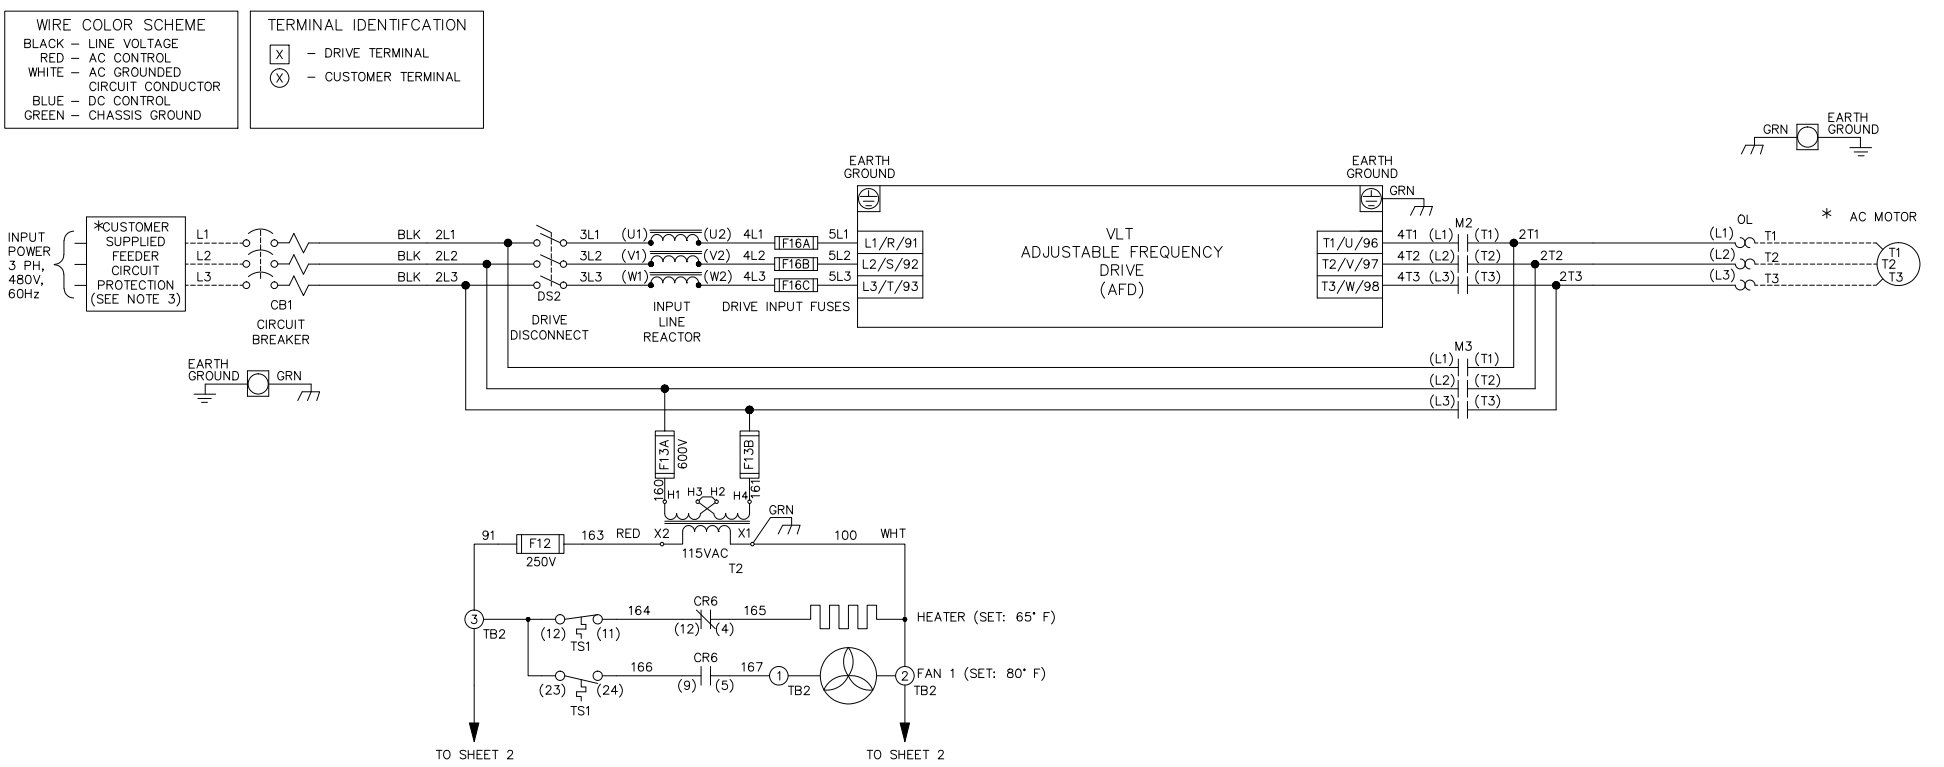 WIRE COLOR SCHEME
BLACK – LINE VOLTAGE
RED – AC CONTROL
WHITE – AC GROUNDED
CIRCUIT CONDUCTOR
BLUE – DC CONTROL
GREEN – CHASSIS GROUND
TERMINAL IDENTIFCATION
X – DRIVE TERMINAL
X – CUSTOMER TERMINAL
GRN
EARTH
GROUND
INPUT
POWER
3 PH,
480V,
60Hz
*CUSTOMER
SUPPLIED
FEEDER
CIRCUIT
PROTECTION
(SEE NOTE 3)
L1
L2
L3
CB1
CIRCUIT
BREAKER
EARTH
GROUND
GRN
BLK 2L1
BLK 2L2
BLK 2L3
DS2
DRIVE
DISCONNECT
3L1 (U1) (U2) 4L1 F16A 5L1
3L2 (V1) (V2) 4L2 F16B 5L2
3L3 (W1) (W2) 4L3 F16C 5L3
INPUT
LINE
REACTOR
DRIVE INPUT FUSES
EARTH
GROUND
L1/R/91
L2/S/92
L3/T/93
VLT
ADJUSTABLE FREQUENCY
DRIVE
(AFD)
EARTH
GROUND
GRN
T1/U/96
T2/V/97
T3/W/98
M2
4T1 (L1) (T1) 2T1
4T2 (L2) (T2) 2T2
4T3 (L3) (T3) 2T3
OL
(L1) T1
(L2) T2
(L3) T3
* AC MOTOR
T1
T2
T3
M3
(L1) (T1)
(L2) (T2)
(L3) (T3)
F13A
600V
F13B
160
161
H1 H3 H2 H4
GRN
91
F12
250V
163 RED X2
X1
115VAC
T2
100 WHT
3
TB2
(12) (11)
TS1
164
CR6
(12) (4)
165
HEATER (SET: 65° F)
(23) (24)
TS1
166
CR6
(9) (5)
167
1
TB2
2
TB2
FAN 1 (SET: 80° F)
TO SHEET 2
TO SHEET 2